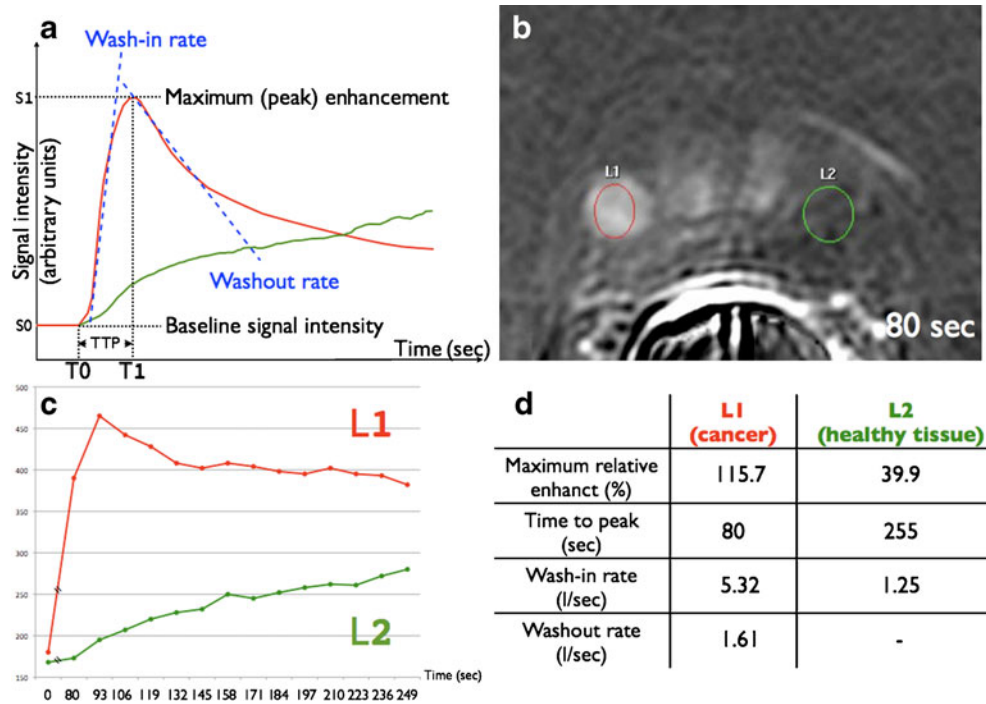 a
Wash-in rate
S1
Maximum (peak) enhancement
Signal intensity
(arbitrary units)
Washout rate
S0
Baseline signal intensity
TTP
Time (sec)
T0 T1
b
L1
L2
80 sec
c
500
450
400
350
300
250
200
150
L1
L2
Time (sec)
0 80 93 106 119 132 145 158 171 184 197 210 223 236 249
d
L1
(cancer)
L2
(healthy tissue)
Maximum relative
enhanct (%)
115.7
39.9
Time to peak
(sec)
80
255
Wash-in rate
(l/sec)
5.32
1.25
Washout rate
(l/sec)
1.61
-